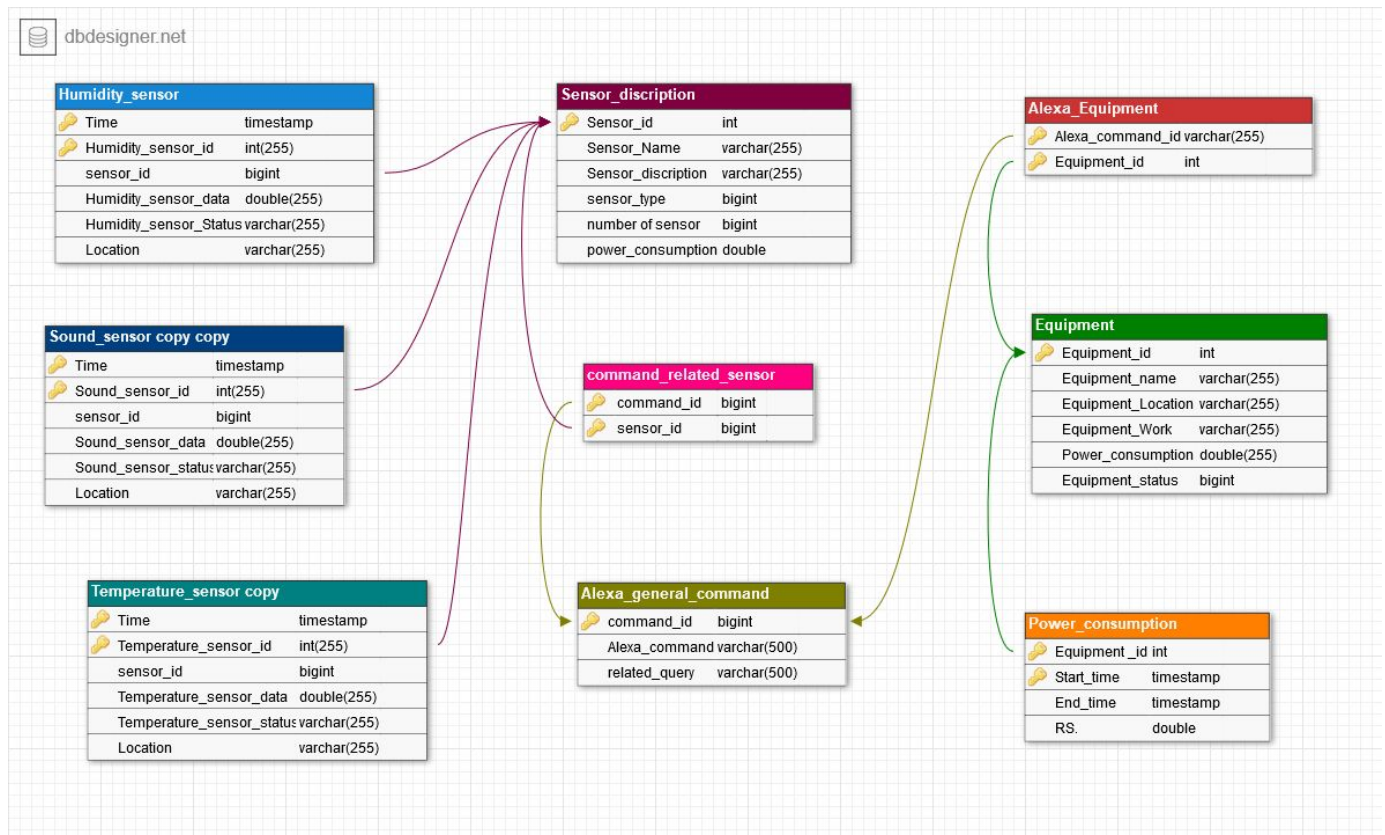 dbdesigner.net
Humidity_sensor
Time timestamp
Humidity_sensor_id int(255)
sensor_id bigint
Humidity_sensor_data double(255)
Humidity_sensor_Status varchar(255)
Location varchar(255)
Sound_sensor copy copy
Time timestamp
Sound_sensor_id int(255)
sensor_id bigint
Sound_sensor_data double(255)
Sound_sensor_status varchar(255)
Location varchar(255)
Temperature_sensor copy
Time timestamp
Temperature_sensor_id int(255)
sensor_id bigint
Temperature_sensor_data double(255)
Temperature_sensor_status varchar(255)
Location varchar(255)
Sensor_discription
Sensor_id int
Sensor_Name varchar(255)
Sensor_discription varchar(255)
sensor_type bigint
number of sensor bigint
power_consumption double
command_related_sensor
command_id bigint
sensor_id bigint
Alexa_general_command
command_id bigint
Alexa_command varchar(500)
related_query varchar(500)
Alexa_Equipment
Alexa_command_id varchar(255)
Equipment_id int
Equipment
Equipment_id int
Equipment_name varchar(255)
Equipment_Location varchar(255)
Equipment_Work varchar(255)
Power_consumption double(255)
Equipment_status bigint
Power_consumption
Equipment _id int
Start_time timestamp
End_time timestamp
RS. double